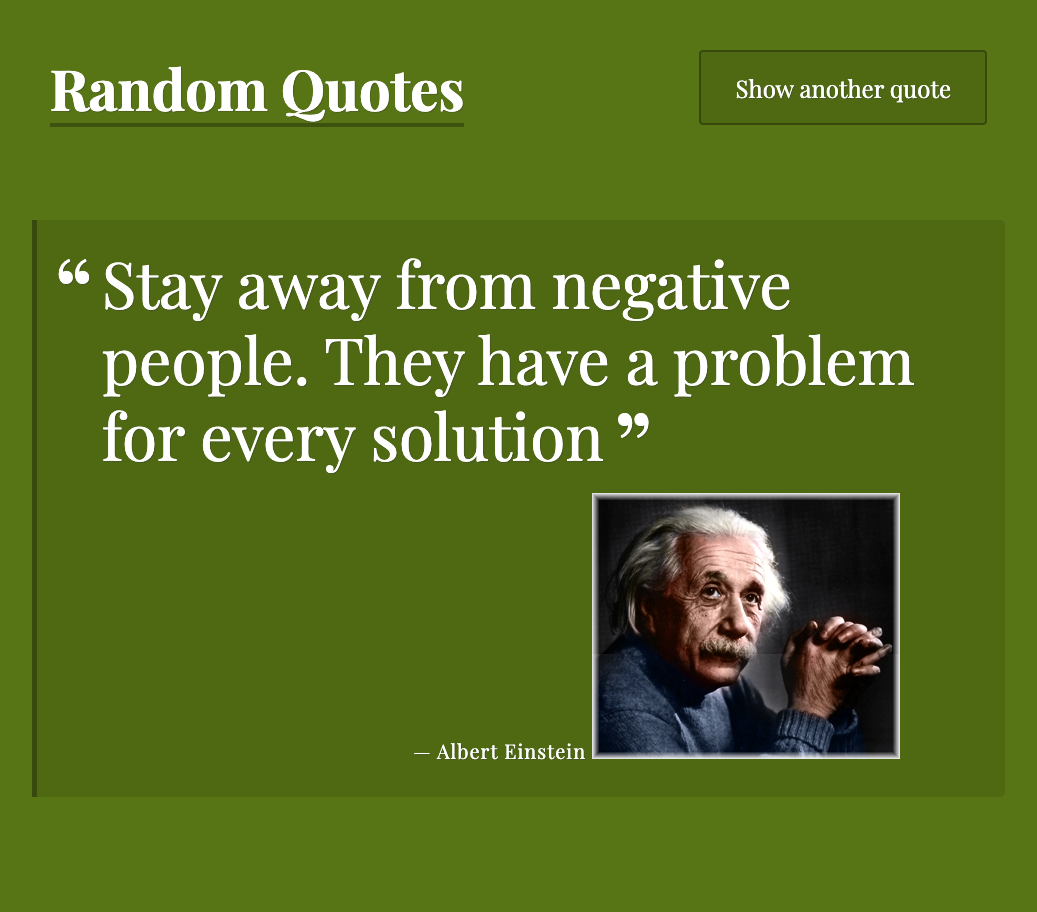 Random Quotes
Show another quote
“ Stay away from negative
people. They have a problem
for every solution ”
— Albert Einstein